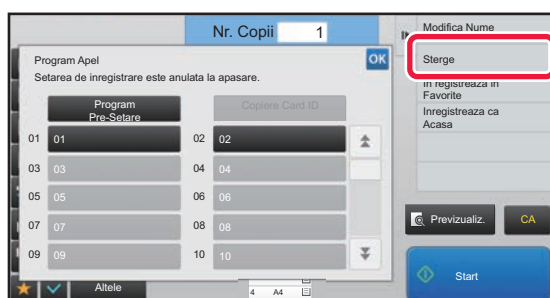 Nr. Copii 1
Program Apel
OK
Setarea de inregistrare este anulata la apasare.
Program
Pre-Setare
Copiere Card ID
01 01
02 02
03 03
04 04
05 05
06 06
07 07
08 08
09 09
10 10
Altele
4 A4
Modifica Nume
Sterge
In registreaza in
Favorite
Inregistreaza ca
Acasa
Previzualiz.
CA
Start